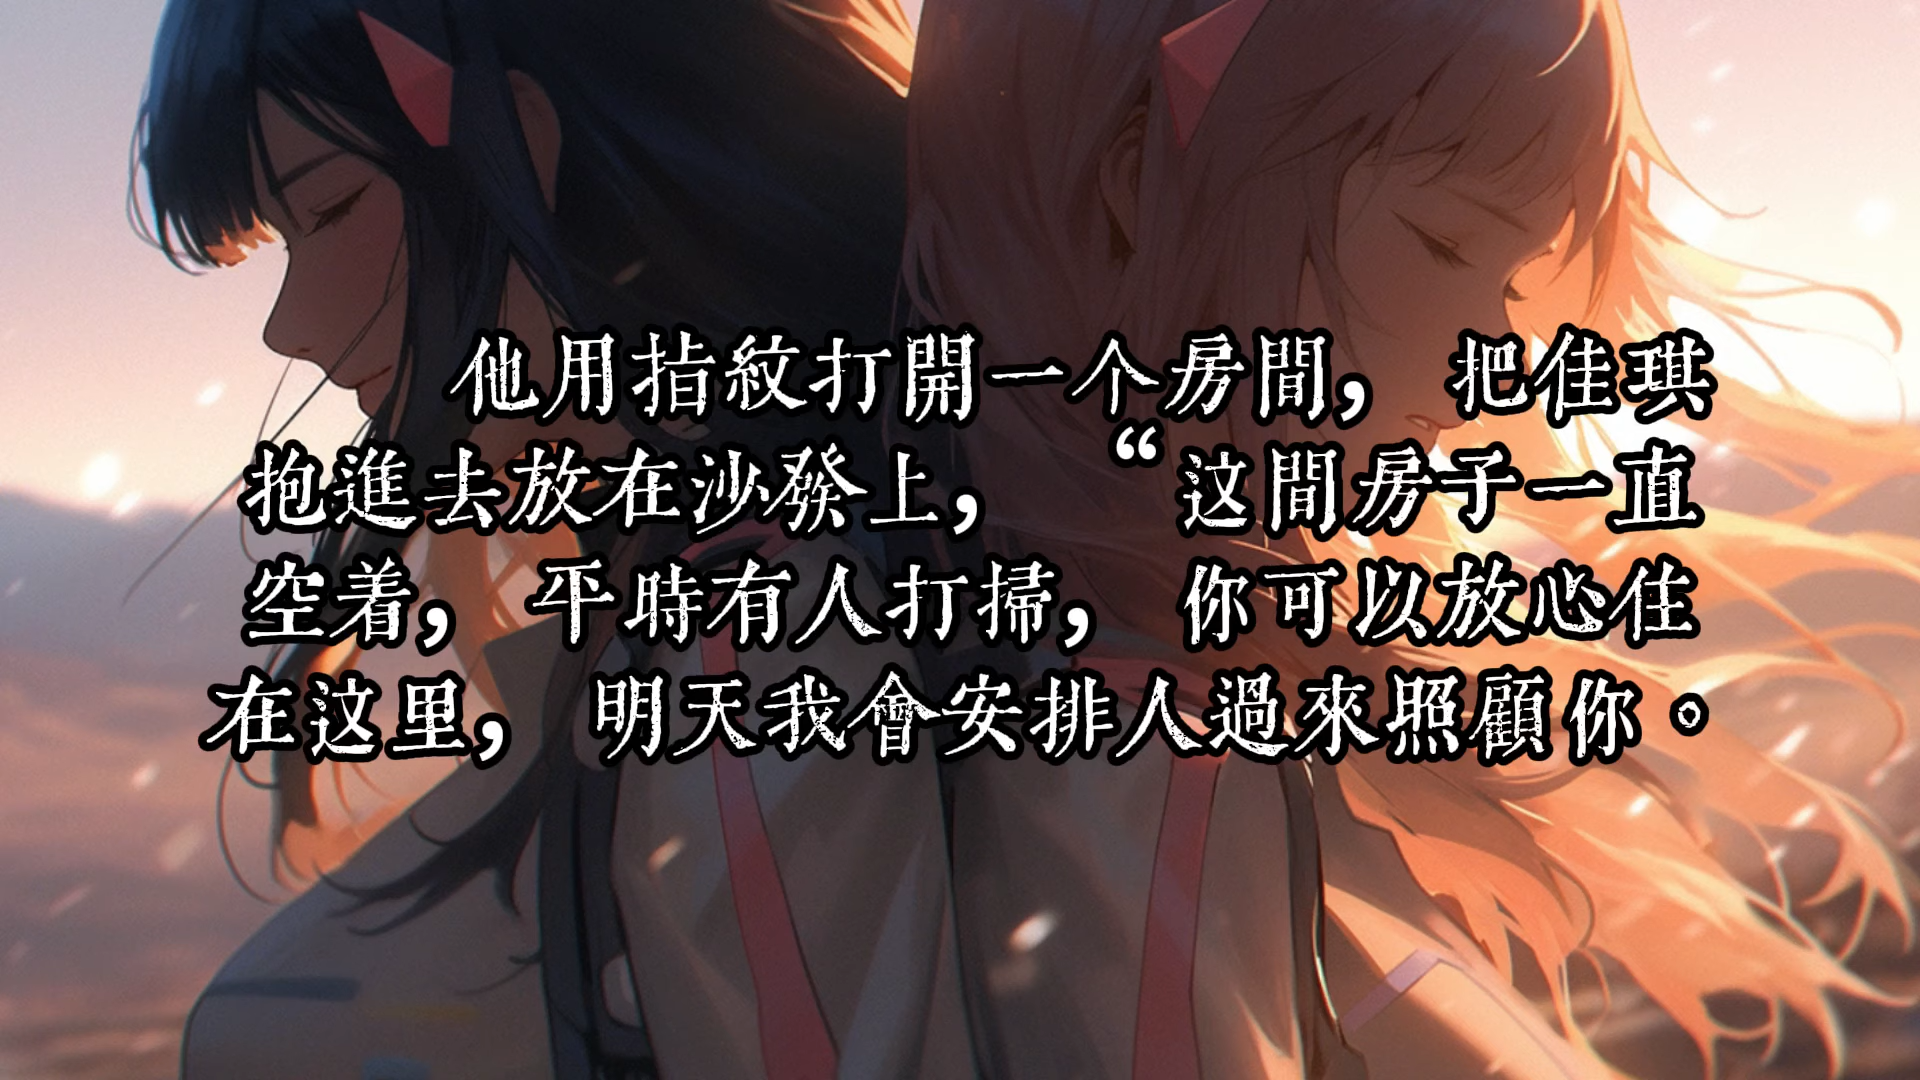 他用指紋打開一个房間，把佳琪
抱進去放在沙發上，“这間房子一直
空着，平時有人打掃，你可以放心住
在这里，明天我會安排人過來照顧你。